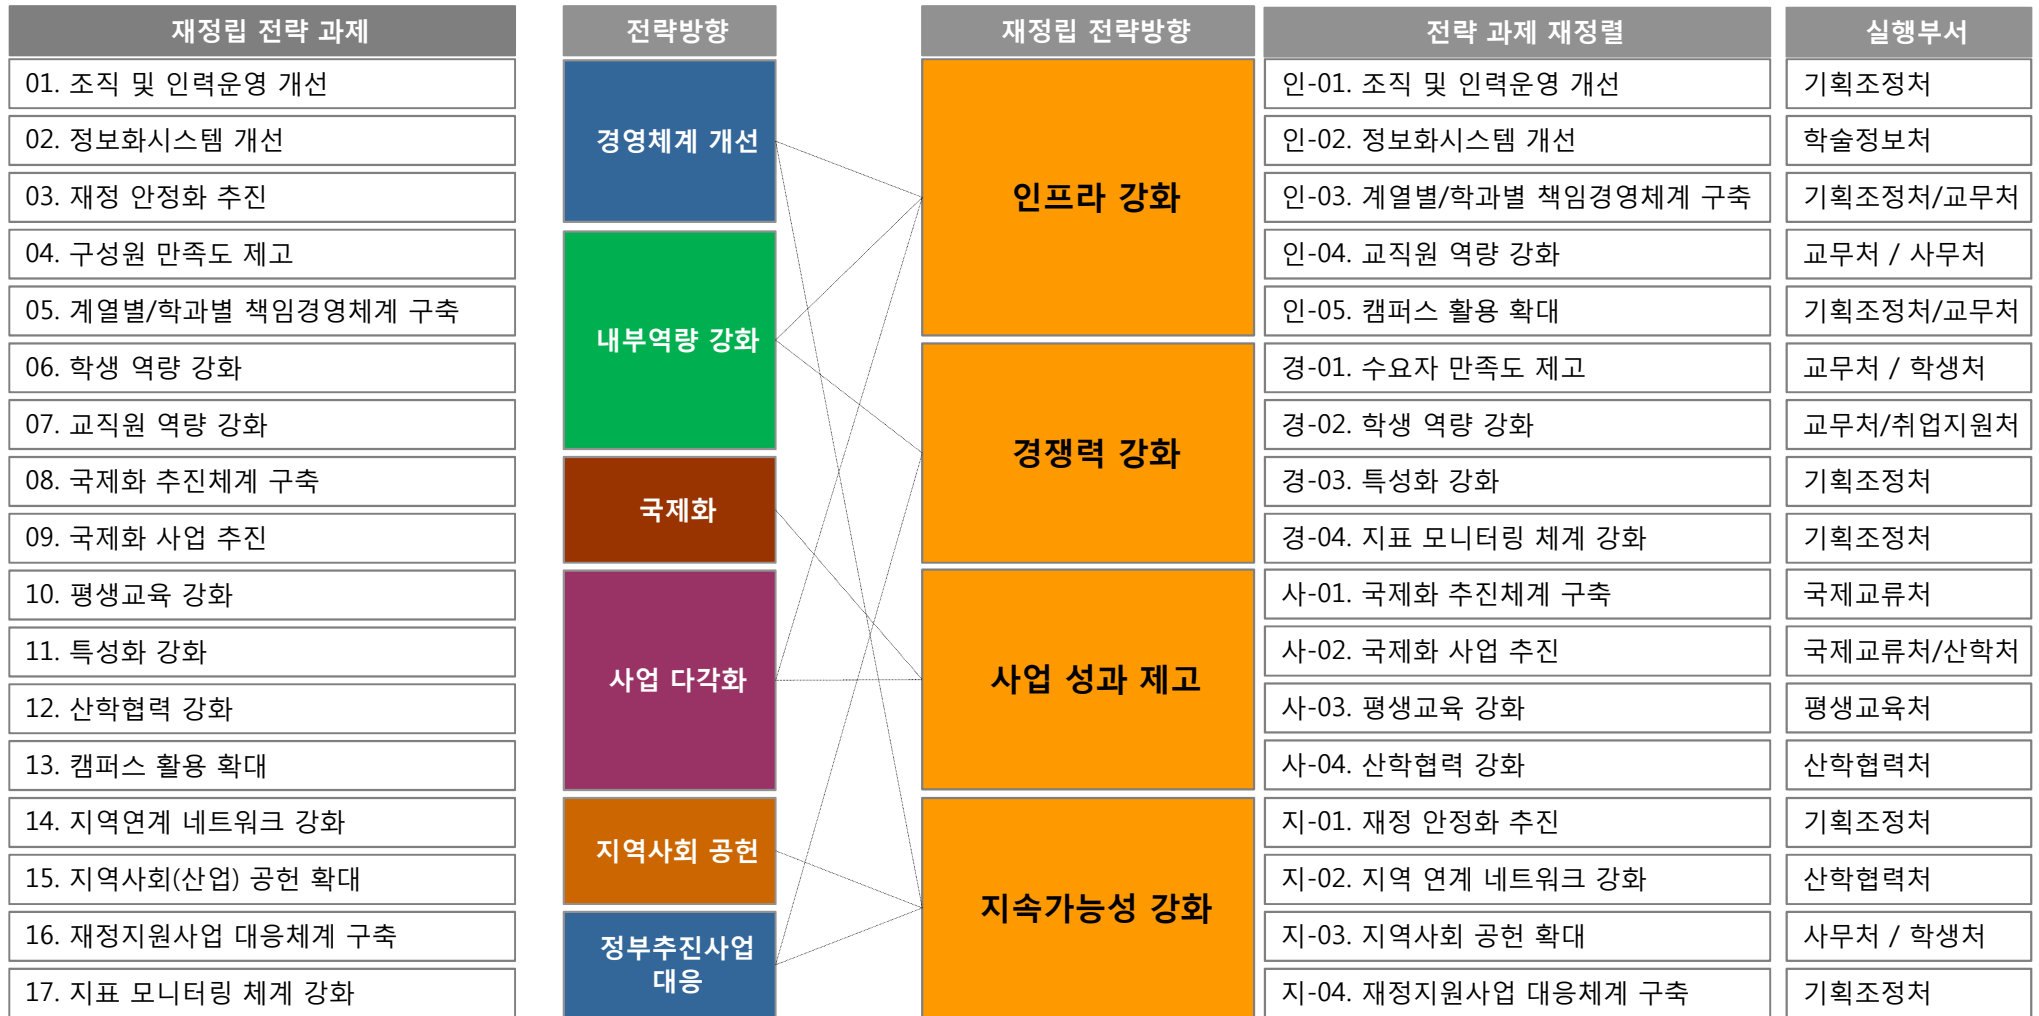 재정립 전략 과제
01. 조직 및 인력운영 개선
02. 정보화시스템 개선
03. 재정 안정화 추진
04. 구성원 만족도 제고
05. 계열별/학과별 책임경영체계 구축
06. 학생 역량 강화
07. 교직원 역량 강화
08. 국제화 추진체계 구축
09. 국제화 사업 추진
10. 평생교육 강화
11. 특성화 강화
12. 산학협력 강화
13. 캠퍼스 활용 확대
14. 지역연계 네트워크 강화
15. 지역사회(산업) 공헌 확대
16. 재정지원사업 대응체계 구축
17. 지표 모니터링 체계 강화
전략방향
경영체계 개선
내부역량 강화
국제화
사업 다각화
지역사회 공헌
정부추진사업
대응
재정립 전략방향
인프라 강화
경쟁력 강화
사업 성과 제고
지속가능성 강화
전략 과제 재정렬
인-01. 조직 및 인력운영 개선
인-02. 정보화시스템 개선
인-03. 계열별/학과별 책임경영체계 구축
인-04. 교직원 역량 강화
인-05. 캠퍼스 활용 확대
경-01. 수요자 만족도 제고
경-02. 학생 역량 강화
경-03. 특성화 강화
경-04. 지표 모니터링 체계 강화
사-01. 국제화 추진체계 구축
사-02. 국제화 사업 추진
사-03. 평생교육 강화
사-04. 산학협력 강화
지-01. 재정 안정화 추진
지-02. 지역 연계 네트워크 강화
지-03. 지역사회 공헌 확대
지-04. 재정지원사업 대응체계 구축
실행부서
기획조정처
학술정보처
기획조정처/교무처
교무처 / 사무처
기획조정처/교무처
교무처 / 학생처
교무처/취업지원처
기획조정처
기획조정처
국제교류처
국제교류처/산학처
평생교육처
산학협력처
기획조정처
산학협력처
사무처 / 학생처
기획조정처